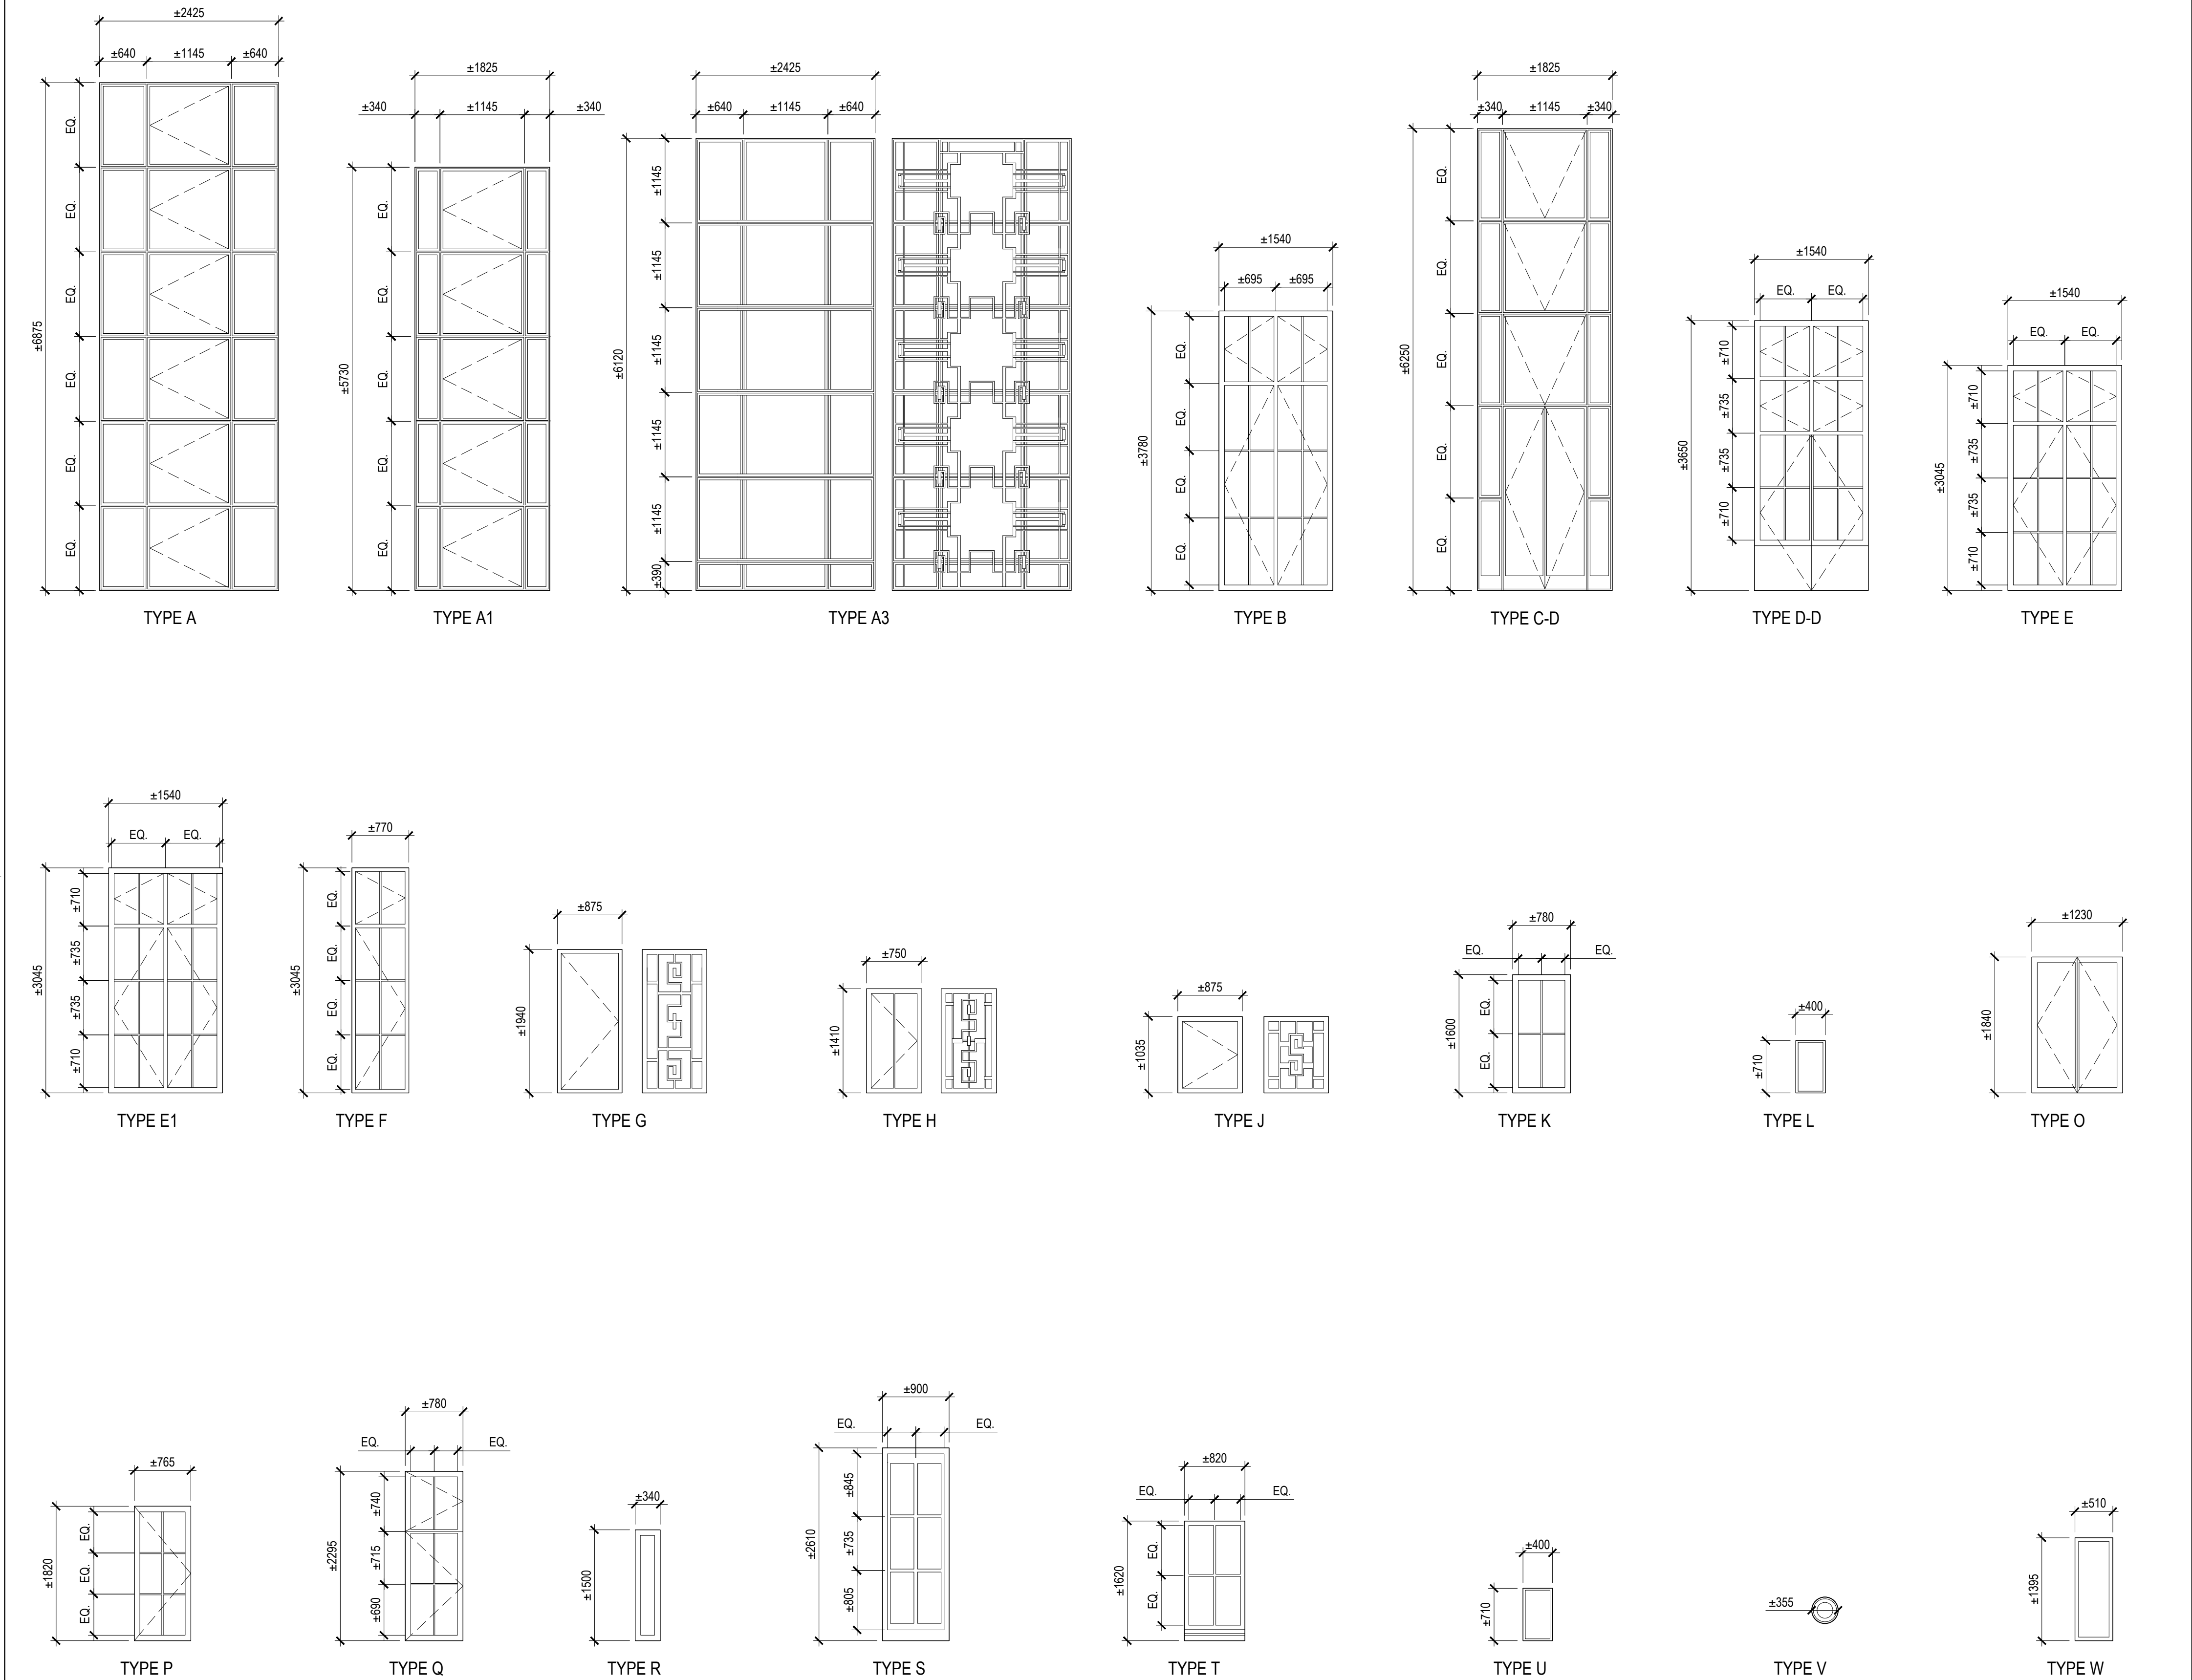 ±2425
±640 ±1145 ±640
±6875
EQ.
EQ.
EQ.
EQ.
EQ.
EQ.
TYPE A
±1825
±340 ±1145 ±340
±5730
EQ.
EQ.
EQ.
EQ.
EQ.
TYPE A1
±2425
±640 ±1145 ±640
±6120
±1145
±1145
±1145
±1145
±1145
±390
TYPE A3
±1540
±695 ±695
±3780
EQ.
EQ.
EQ.
EQ.
TYPE B
±1825
±340 ±1145 ±340
±6250
EQ.
EQ.
EQ.
EQ.
EQ.
TYPE C-D
±1540
EQ. EQ.
±3650
±710
±735
±735
±710
TYPE D-D
±1540
EQ. EQ.
±3045
±710
±735
±735
±710
TYPE E
±1540
EQ. EQ.
±3045
±710
±735
±735
±710
TYPE E1
±770
±3045
EQ.
EQ.
EQ.
EQ.
TYPE F
±875
±1940
TYPE G
±750
±1410
TYPE H
±875
±1035
TYPE J
±780
EQ. EQ.
±1600
EQ.
EQ.
TYPE K
±400
±710
TYPE L
±1230
±1840
TYPE O
±765
±1820
EQ.
EQ.
EQ.
TYPE P
±780
EQ. EQ.
±2295
±740
±715
±690
TYPE Q
±340
±1500
TYPE R
±900
EQ. EQ.
±2610
±845
±735
±805
TYPE S
±820
EQ. EQ.
±1620
EQ.
EQ.
TYPE T
±400
±710
TYPE U
±355
TYPE V
±510
±1395
TYPE W